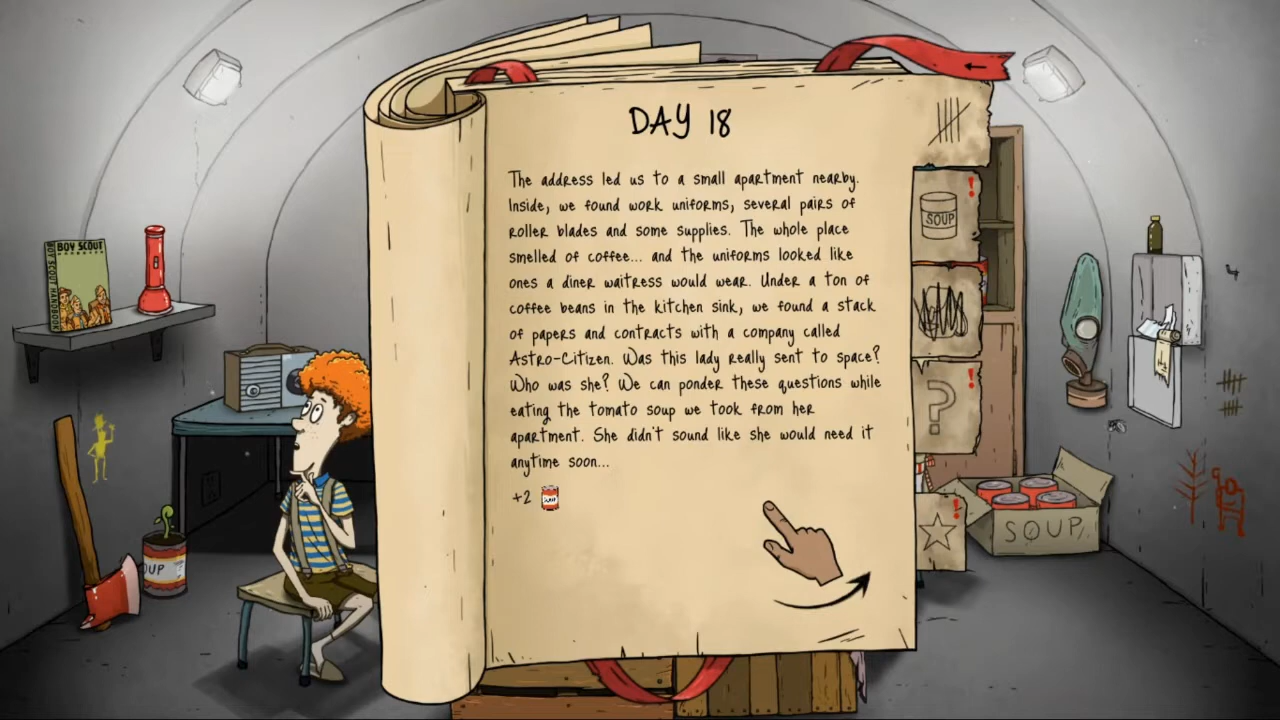 DAY 18
The address led us to a small apartment nearby.
Inside, we found work uniforms, several pairs of
roller blades and some supplies. The whole place
smelled of coffee... and the uniforms looked like
ones a diner waitress would wear. Under a ton of
coffee beans in the kitchen sink, we found a stack
of papers and contracts with a company called
Astro-Citizen. Was this lady really sent to space?
Who was she? We can ponder these questions while
eating the tomato soup we took from her
apartment. She didn't sound like she would need it
anytime soon...
+2
SOUP
!
SOUP
?
!
!
BOY SCOUT
BOY SCOUT HANDBOOK
OUP
SOUP